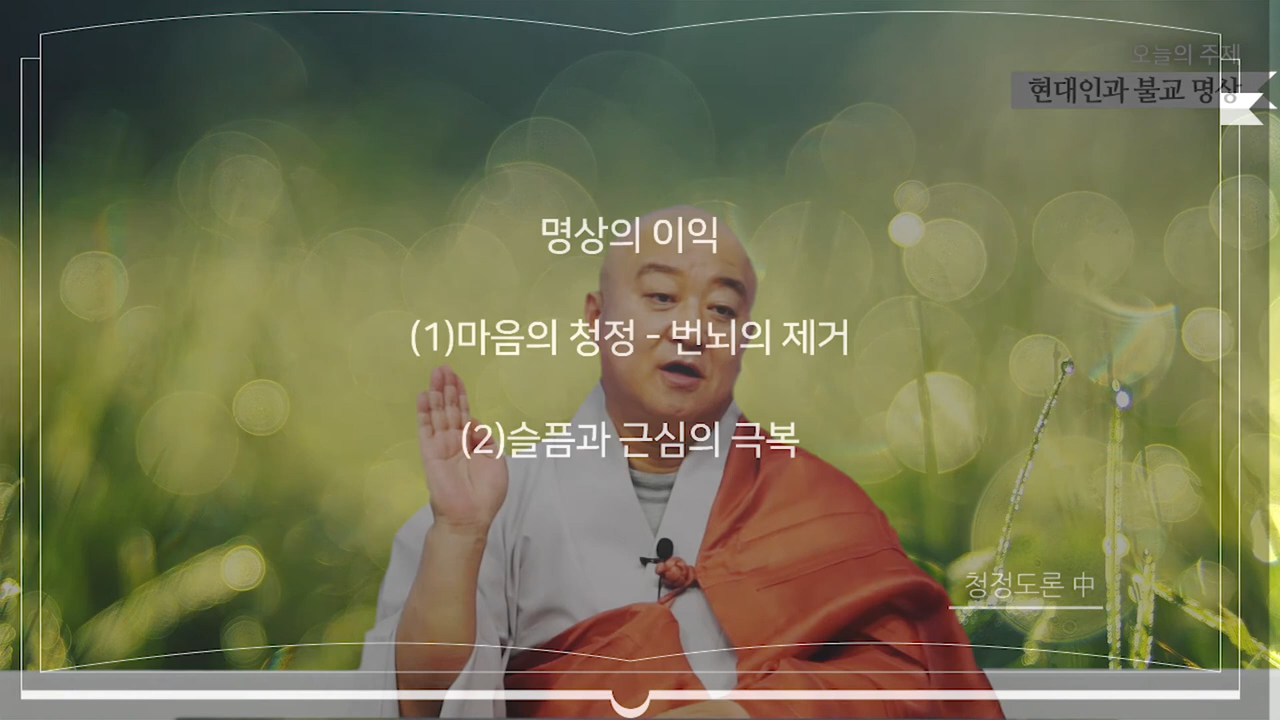 오늘의 주제
현대인과 불교 명상
명상의 이익
(1)마음의 청정 - 번뇌의 제거
(2)슬픔과 근심의 극복
청정도론 中